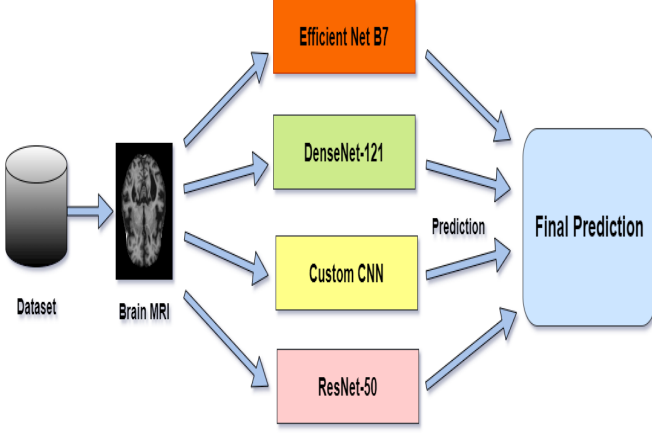 Efficient Net B7
DenseNet-121
Prediction
Final Prediction
Custom CNN
Dataset
Brain MRI
ResNet-50